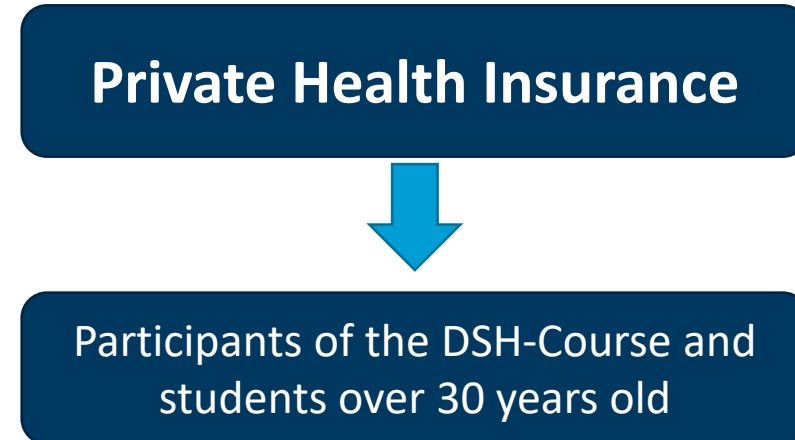 Private Health Insurance
Participants of the DSH-Course and
students over 30 years old